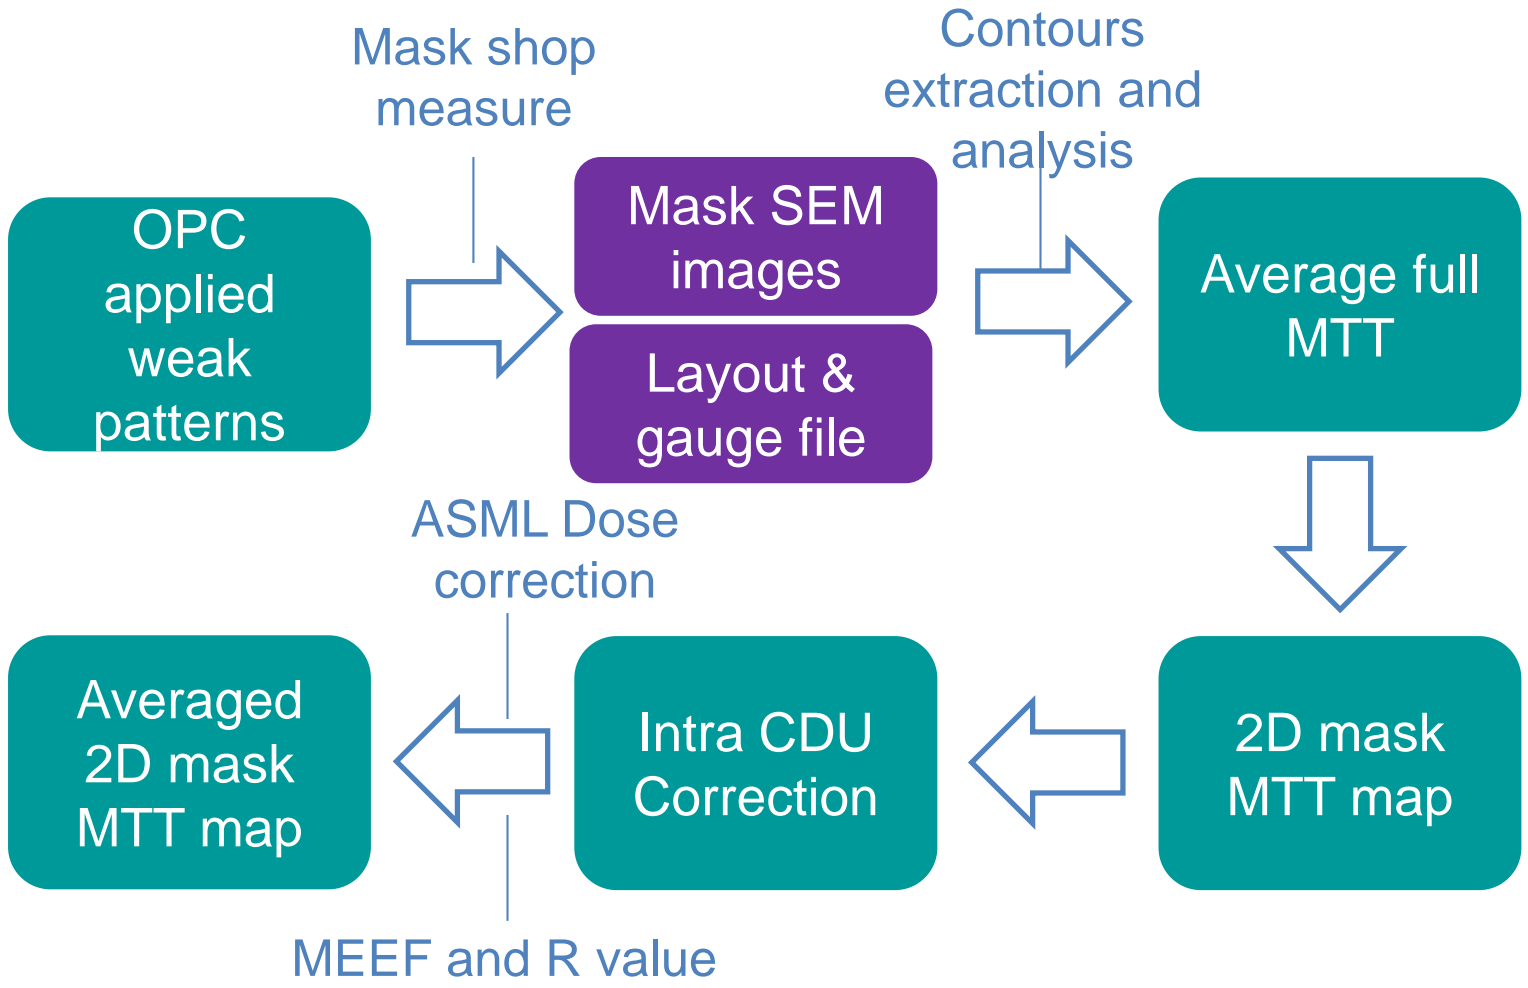 Mask shop
measure
Contours
extraction and
analysis
OPC
applied
weak
patterns
Mask SEM
images
Layout &
gauge file
Average full
MTT
ASML Dose
correction
Averaged
2D mask
MTT map
Intra CDU
Correction
2D mask
MTT map
MEEF and R value